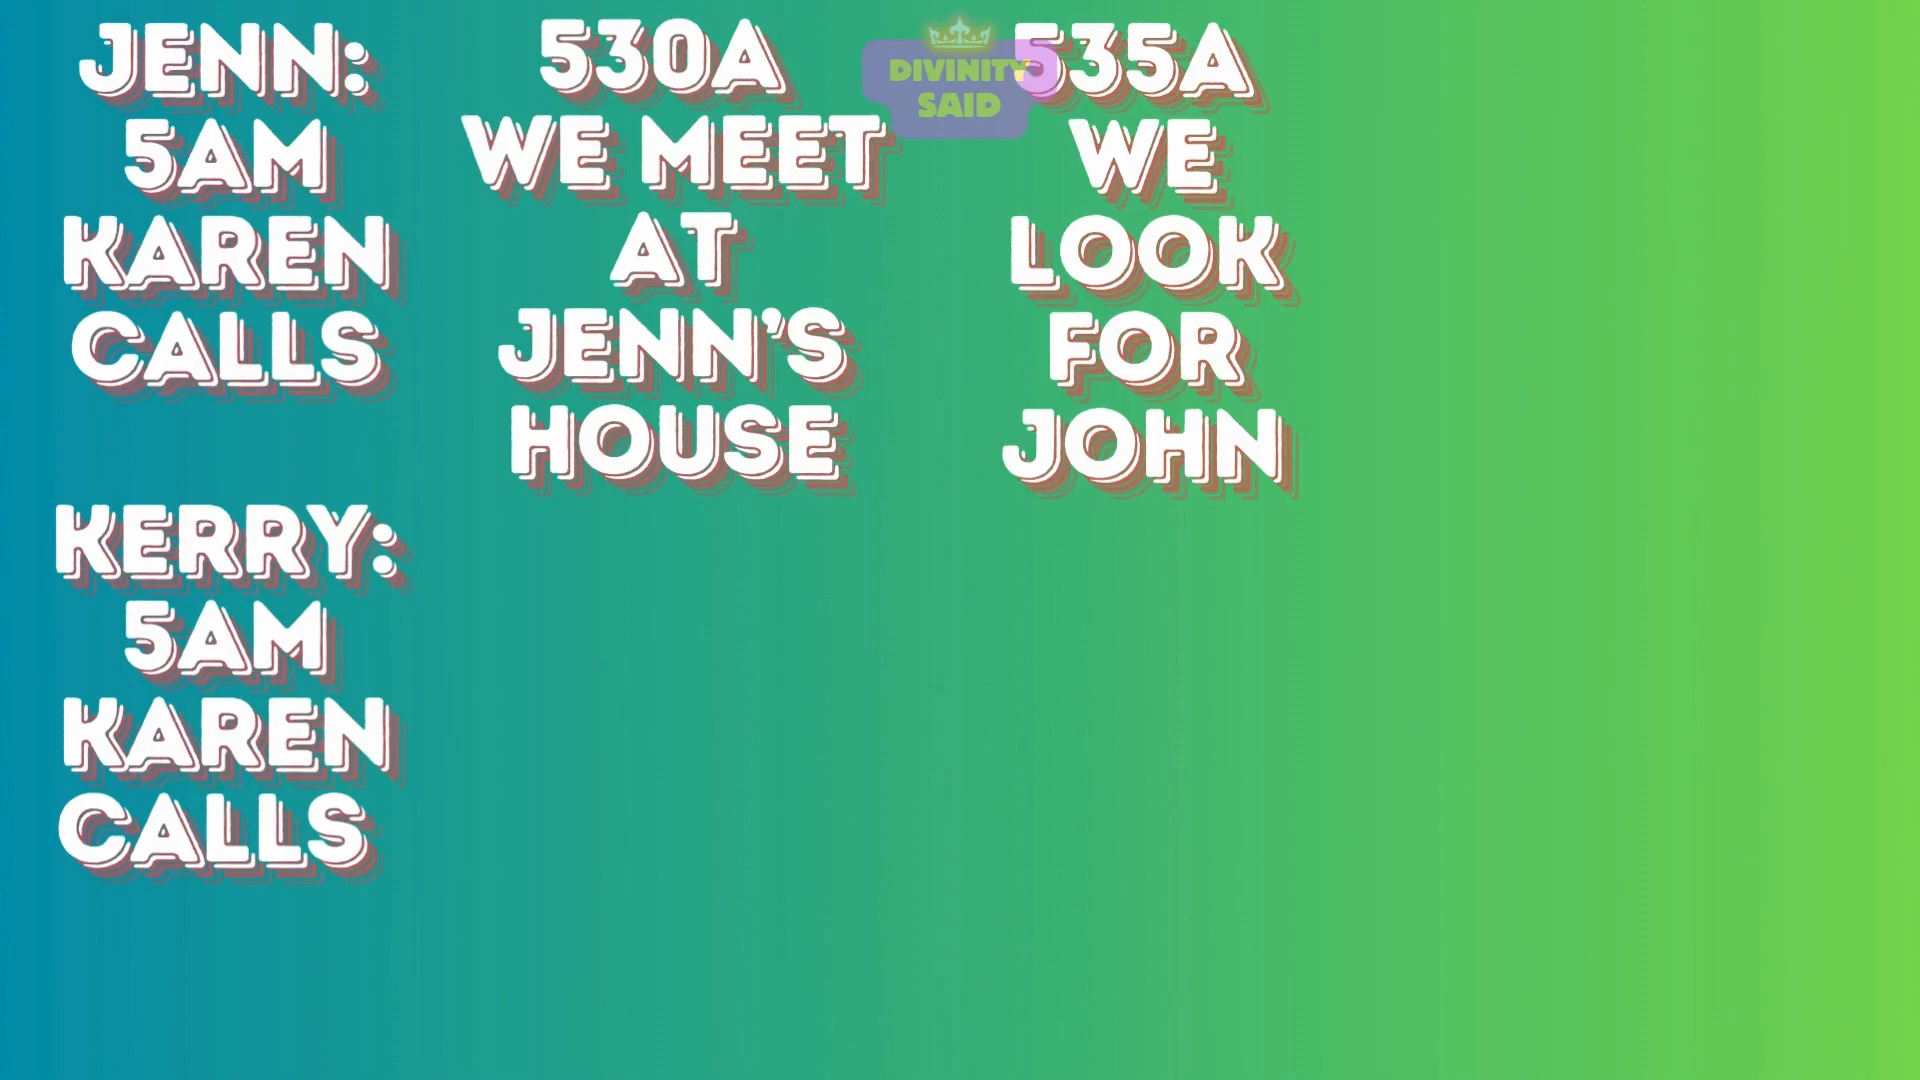 JENN:
5AM
KAREN
CALLS
KERRY:
5AM
KAREN
CALLS
530A
WE MEET
AT
JENN'S
HOUSE
DIVINITY
SAID
535A
WE
LOOK
FOR
JOHN